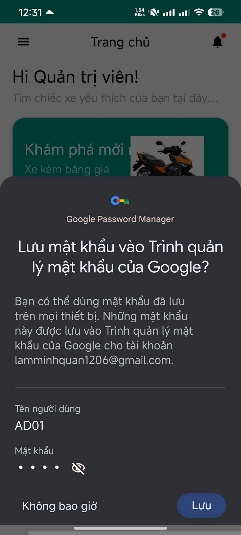 12:31
Trang chủ
Hi Quản trị viên!
Tìm chiếc xe yêu thích của bạn tại đây....
Khám phá mới
Xe kèm bảng giá
Google Password Manager
Lưu mật khẩu vào Trình quản
lý mật khẩu của Google?
Bạn có thể dùng mật khẩu đã lưu
trên mọi thiết bị. Những mật khẩu
này được lưu vào Trình quản lý mật
khẩu của Google cho tài khoản
lamminhquan1206@gmail.com.
Tên người dùng
AD01
Mật khẩu
• • • •
Không bao giờ
Lưu